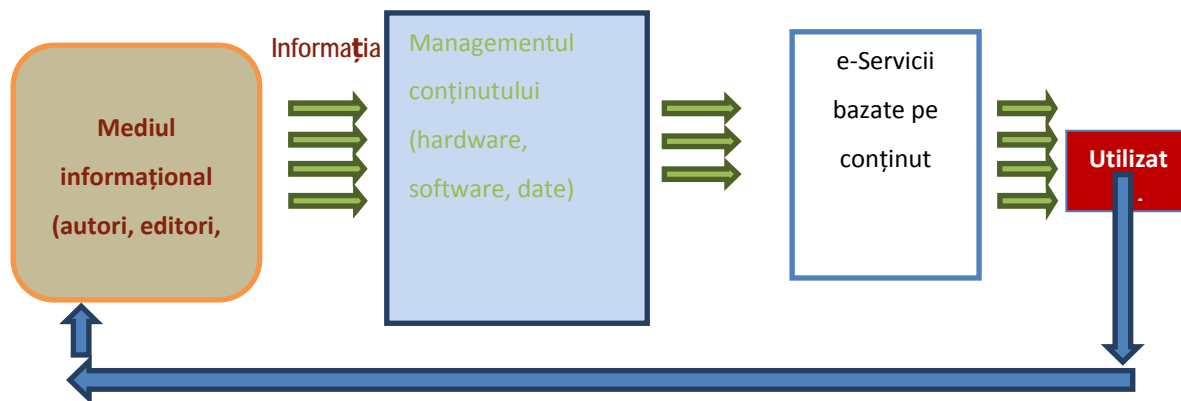 Mediul
informațional
(autori, editori,
Informația
Managementul
conținutului
(hardware,
software, date)
e-Servicii
bazate pe
conținut
Utilizat